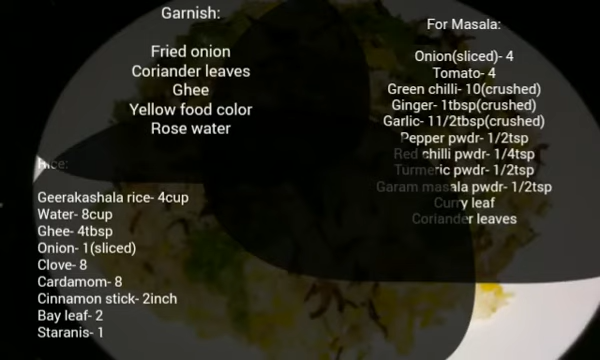 Garnish:
Fried onion
Coriander leaves
Ghee
Yellow food color
Rose water
For Masala:
Onion(sliced)- 4
Tomato- 4
Green chilli- 10(crushed)
Ginger- 1tbsp(crushed)
Garlic- 11/2tbsp(crushed)
Pepper pwdr- 1/2tsp
Red chilli pwdr- 1/4tsp
Turmeric pwdr- 1/2tsp
Garam masala pwdr- 1/2tsp
Curry leaf
Coriander leaves
Rice:
Geerakashala rice- 4cup
Water- 8cup
Ghee- 4tbsp
Onion- 1(sliced)
Clove- 8
Cardamom- 8
Cinnamon stick- 2inch
Bay leaf- 2
Staranis- 1